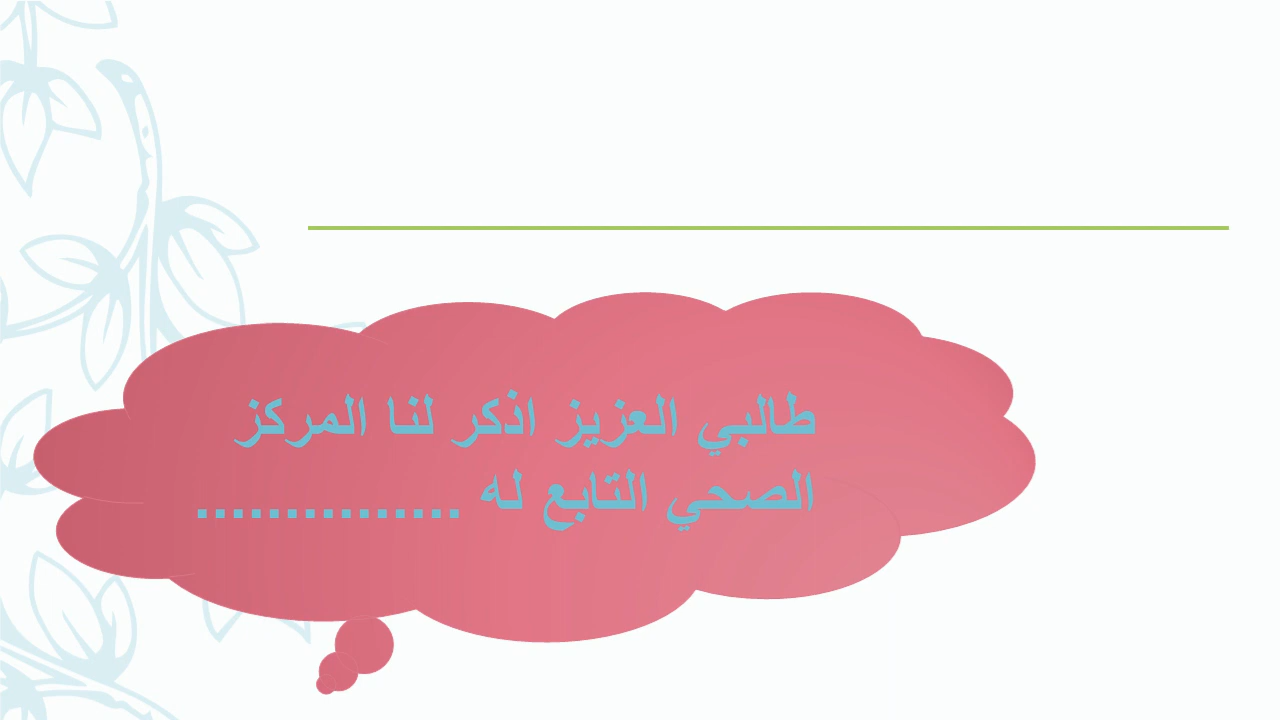 طالبي العزيز اذكر لنا المركز
الصحي التابع له ...............